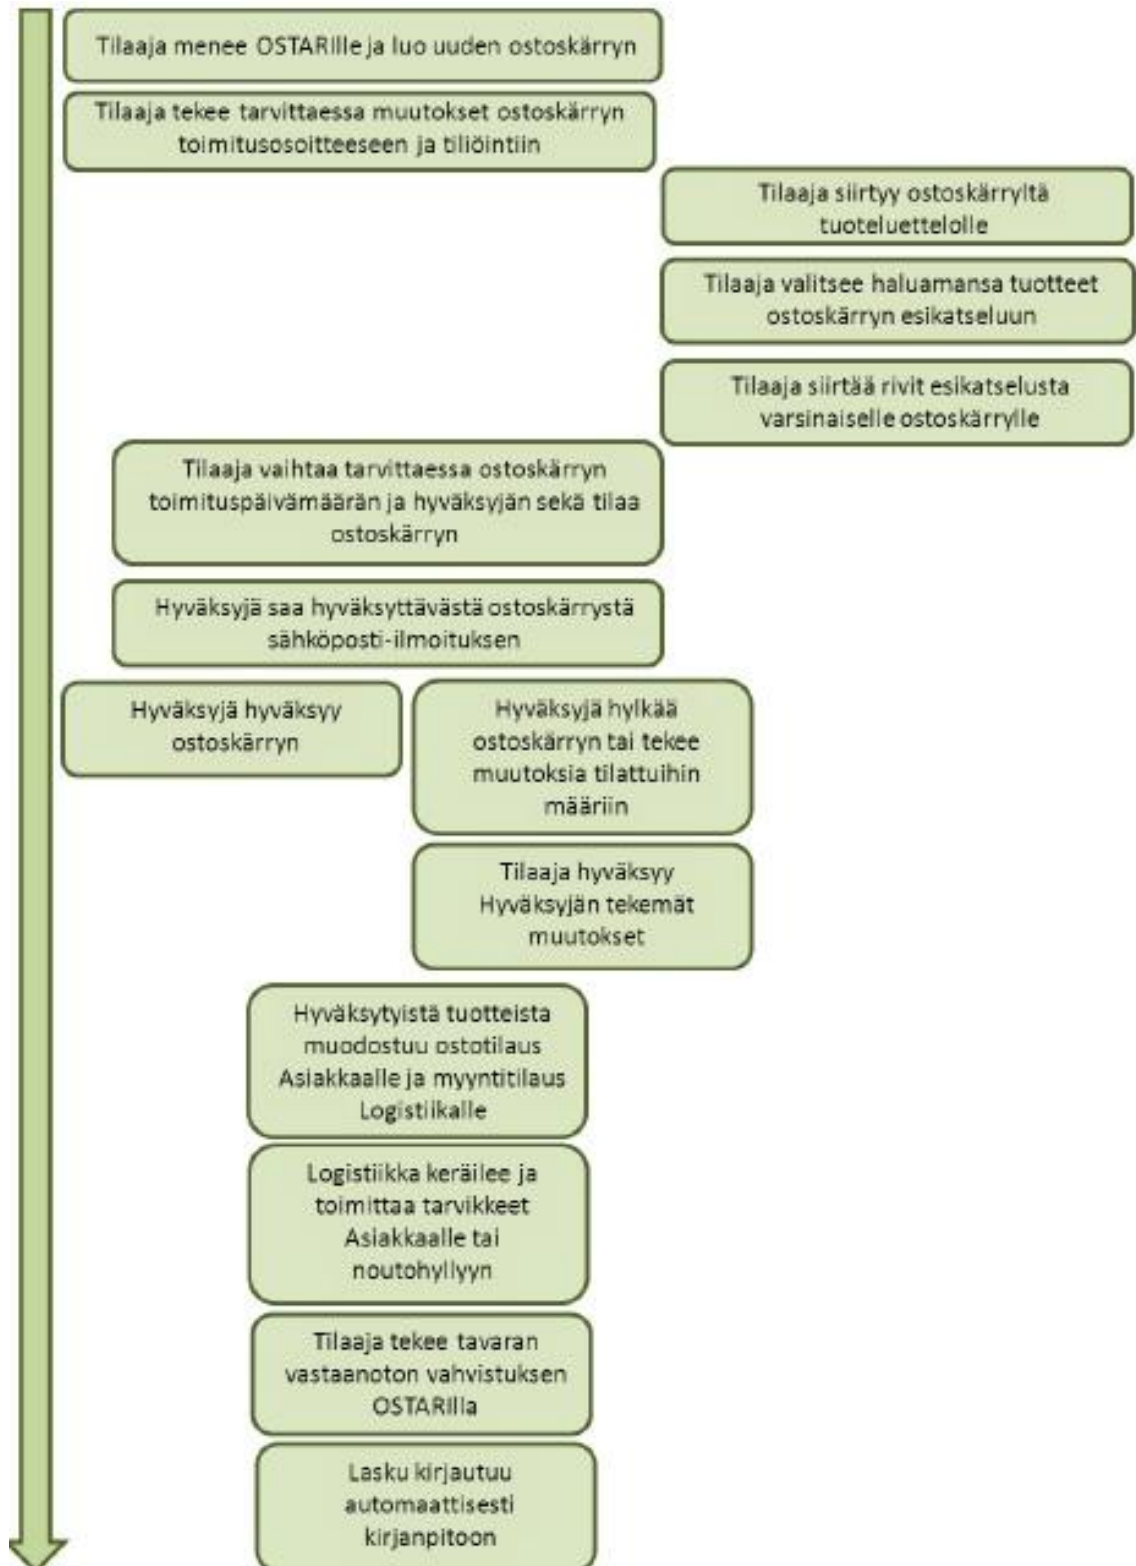 Tilaaja menee OSTARIlle ja luo uuden ostoskärryn
Tilaaja tekee tarvittaessa muutokset ostoskärryn
toimitusosoitteeseen ja tiliöintiin
Tilaaja siirtyy ostoskärryltä
tuoteluettelolle
Tilaaja valitsee haluamansa tuotteet
ostoskärryn esikatseluun
Tilaaja siirtää rivit esikatselusta
varsinaiselle ostoskärrylle
Tilaaja vaihtaa tarvittaessa ostoskärryn
toimituspäivämäärän ja hyväksyjän sekä tilaa
ostoskärryn
Hyväksyjä saa hyväksyttävästä ostoskärrystä
sähköposti-ilmoituksen
Hyväksyjä hyväksyy
ostoskärryn
Hyväksyjä hylkää
ostoskärryn tai tekee
muutoksia tilattuihin
määriin
Tilaaja hyväksyy
Hyväksyjän tekemät
muutokset
Hyväksytyistä tuotteista
muodostuu ostotilaus
Asiakkaalle ja myyntitilaus
Logistiikalle
Logistiikka keräilee ja
toimittaa tarvikkeet
Asiakkaalle tai
noutohyllyyn
Tilaaja tekee tavaran
vastaanoton vahvistuksen
OSTARIlla
Lasku kirjautuu
automaattisesti
kirjanpitoon